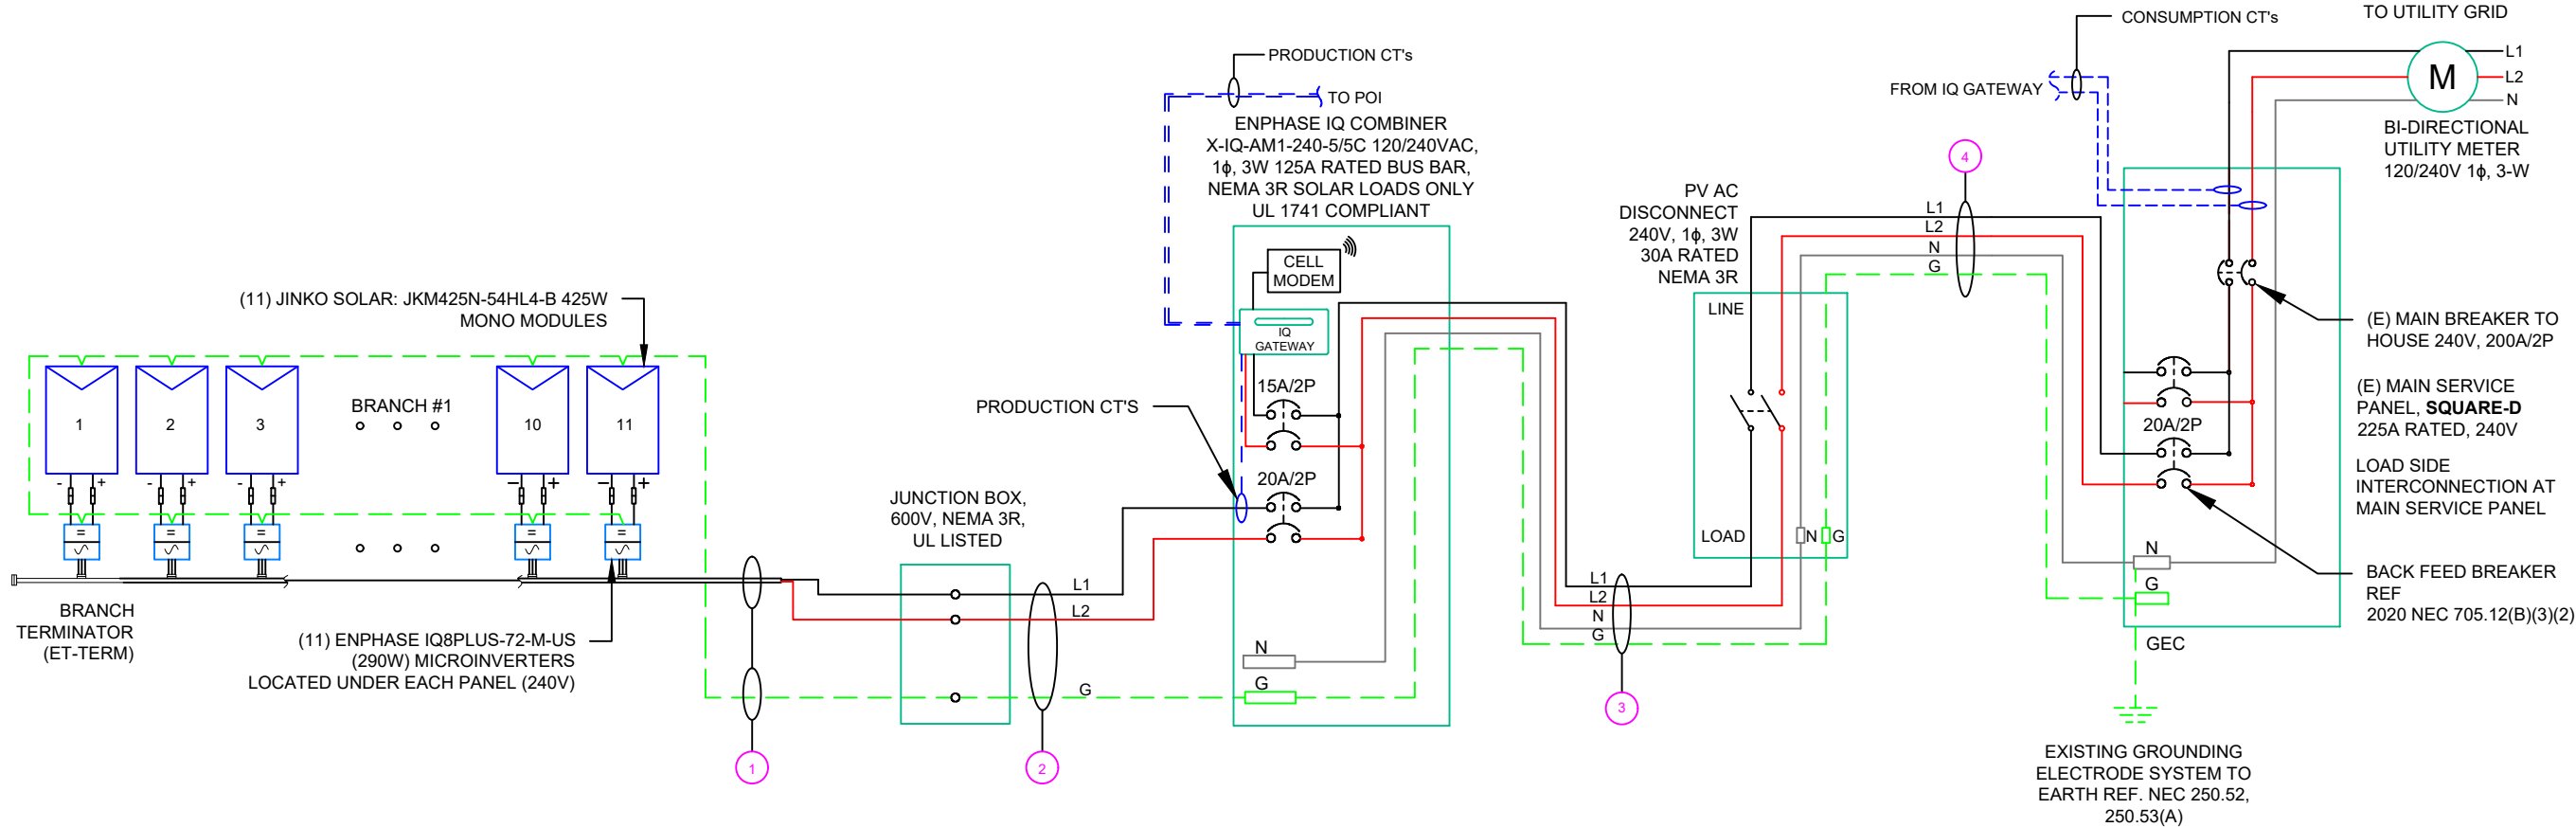 CONSUMPTION CT's
TO UTILITY GRID
PRODUCTION CT's
TO POI
FROM IQ GATEWAY
L1
L2
N
M
BI-DIRECTIONAL
UTILITY METER
120/240V 1ϕ, 3-W
ENPHASE IQ COMBINER
X-IQ-AM1-240-5/5C 120/240VAC,
1ϕ, 3W 125A RATED BUS BAR,
NEMA 3R SOLAR LOADS ONLY
UL 1741 COMPLIANT
CELL
MODEM
IQ
GATEWAY
15A/2P
20A/2P
N
G
PRODUCTION CT'S
PV AC
DISCONNECT
240V, 1ϕ, 3W
30A RATED
NEMA 3R
LINE
LOAD
N
G
4
L1
L2
N
G
(11) JINKO SOLAR: JKM425N-54HL4-B 425W
MONO MODULES
1
2
3
BRANCH #1
10
11
- +
- +
- +
- +
- +
=
=
=
=
=
BRANCH
TERMINATOR
(ET-TERM)
(11) ENPHASE IQ8PLUS-72-M-US
(290W) MICROINVERTERS
LOCATED UNDER EACH PANEL (240V)
JUNCTION BOX,
600V, NEMA 3R,
UL LISTED
L1
L2
G
1
2
L1
L2
N
G
3
(E) MAIN BREAKER TO
HOUSE 240V, 200A/2P
(E) MAIN SERVICE
PANEL, SQUARE-D
225A RATED, 240V
LOAD SIDE
INTERCONNECTION AT
MAIN SERVICE PANEL
20A/2P
N
G
BACK FEED BREAKER
REF
2020 NEC 705.12(B)(3)(2)
GEC
EXISTING GROUNDING
ELECTRODE SYSTEM TO
EARTH REF. NEC 250.52,
250.53(A)